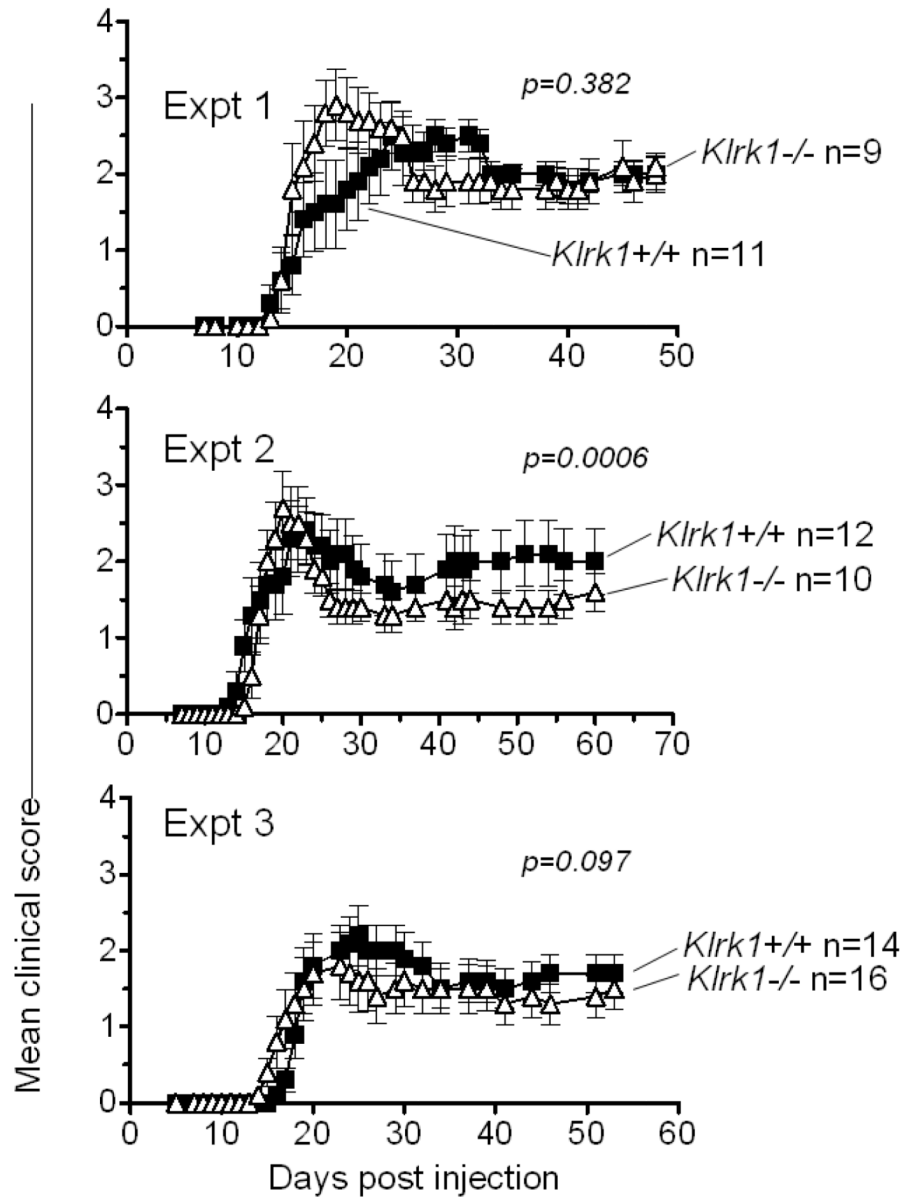 4
3
2
1
0
Expt 1
p=0.382
Klrk1-/- n=9
Klrk1+/+ n=11
0 10 20 30 40 50
4
3
2
1
0
Expt 2
p=0.0006
Klrk1+/+ n=12
Klrk1-/- n=10
0 10 20 30 40 50 60 70
4
3
2
1
0
Expt 3
p=0.097
Klrk1+/+ n=14
Klrk1-/- n=16
0 10 20 30 40 50 60
Mean clinical score
Days post injection